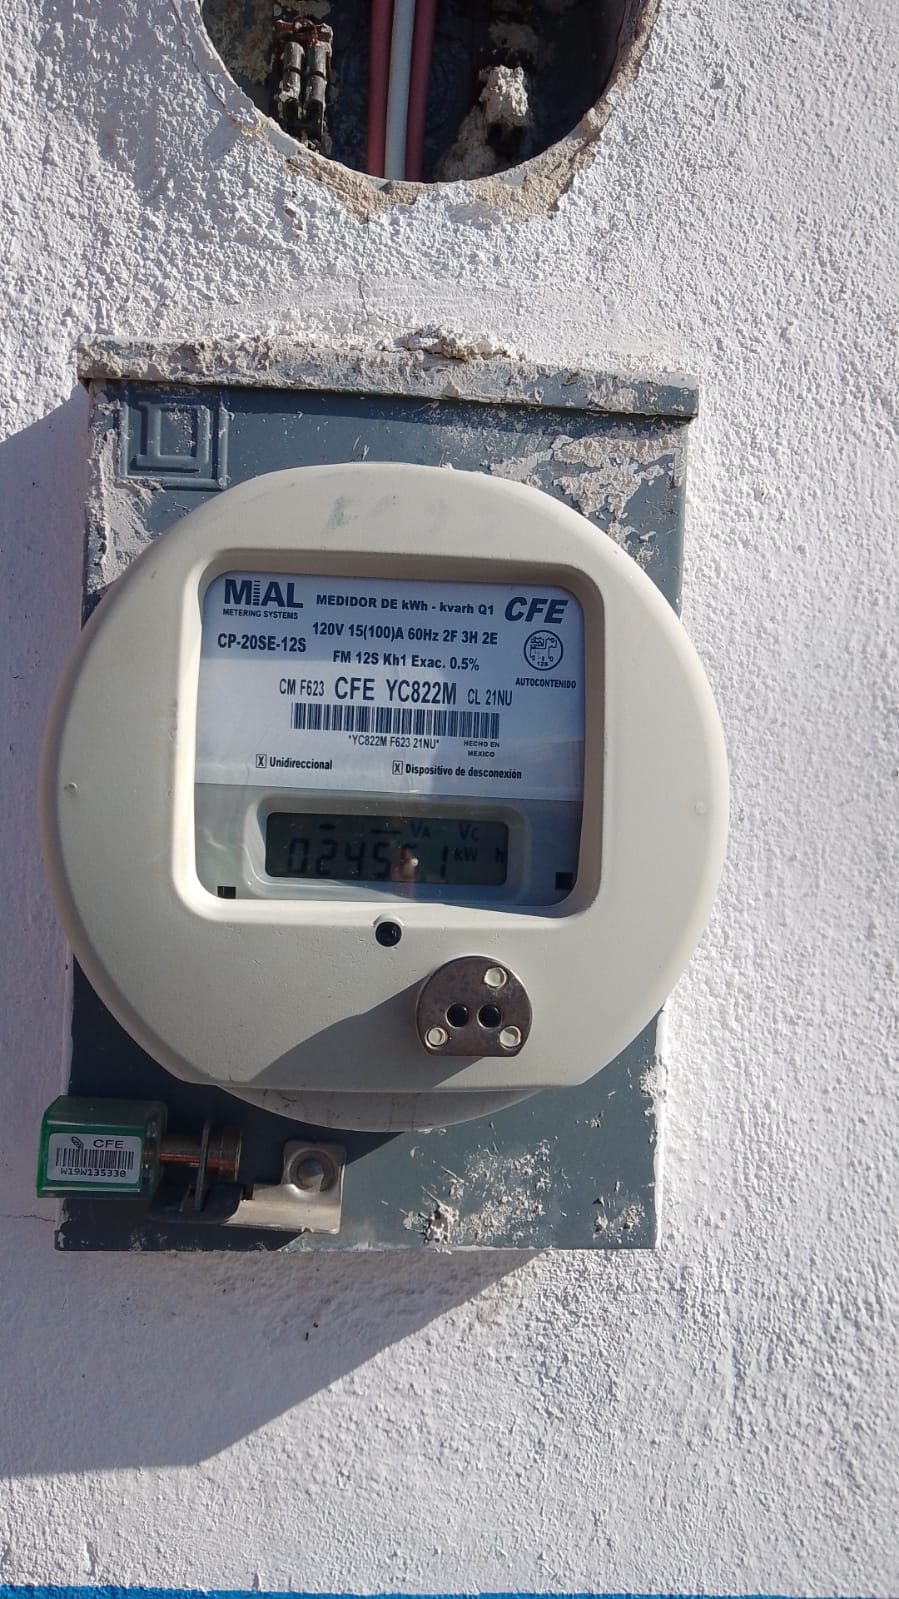 MIAL
METERING SYSTEMS
MEDIDOR DE kWh - kvarh Q1
CFE
CP-20SE-12S
120V 15(100)A 60Hz 2F 3H 2E
FM 12S Kh1 Exac. 0.5%
12S
AUTOCONTENIDO
CM F623 CFE YC822M CL 21NU
*YC822M F623 21NU*
HECHO EN
MEXICO
X Unidireccional
X Dispositivo de desconexión
VA VC
kW h
CFE
W19W135330